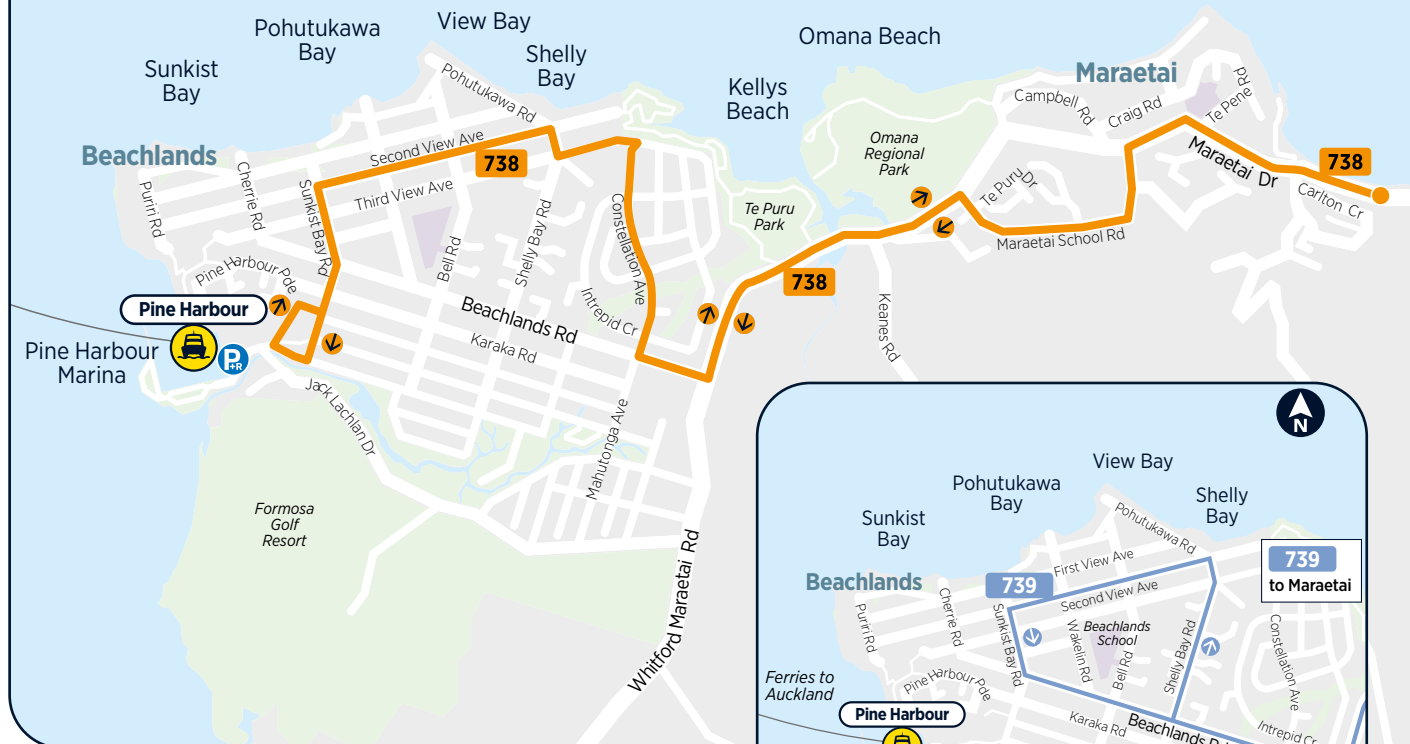 Pohutukawa
Bay
View Bay
Shelly
Bay
Omana Beach
Sunkist
Bay
Kellys
Beach
Maraetai
Beachlands
Pohutukawa Rd
Campbell Rd
Craig Rd
Te Pene
Rd
Omana
Regional
Park
Second View Ave
738
Maraetai Dr
738
Carlton Cr
Puriri Rd
Cherrie Rd
Sunkist Bay Rd
Third View Ave
Te Puru Dr
Te Puru
Park
Constellation Ave
Shelly Bay Rd
Bell Rd
Maraetai School Rd
Pine Harbour Pde
738
Intrepid Cr
Beachlands Rd
Keanes Rd
Pine Harbour
Karaka Rd
Pine Harbour
Marina
P
+R
Jack Lachlan Dr
Mahutonga Ave
Formosa
Golf
Resort
Whitford Maraetai Rd
N
View Bay
Pohutukawa
Bay
Shelly
Bay
Sunkist
Bay
Pohutukawa Rd
First View Ave
739
to Maraetai
Beachlands
739
Second View Ave
Puriri Rd
Cherrie Rd
Sunkist Bay Rd
Wakelin Rd
Beachlands
School
Bell Rd
Shelly Bay Rd
Constellation Ave
Ferries to
Auckland
Pine Harbour Pde
Pine Harbour
Karaka Rd
Beachlands Rd
Intrepid Cr